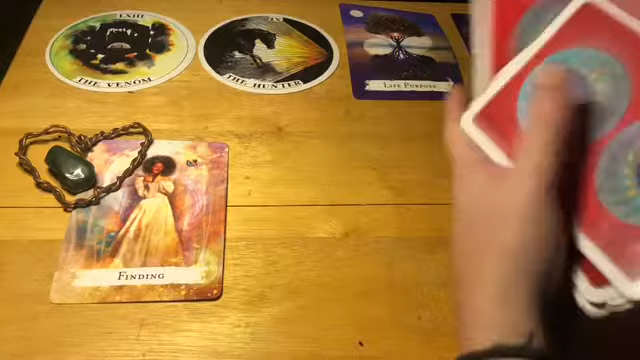 LXIII
THE VENOM
IX
THE HUNTER
LIFE PURPOSE
FINDING